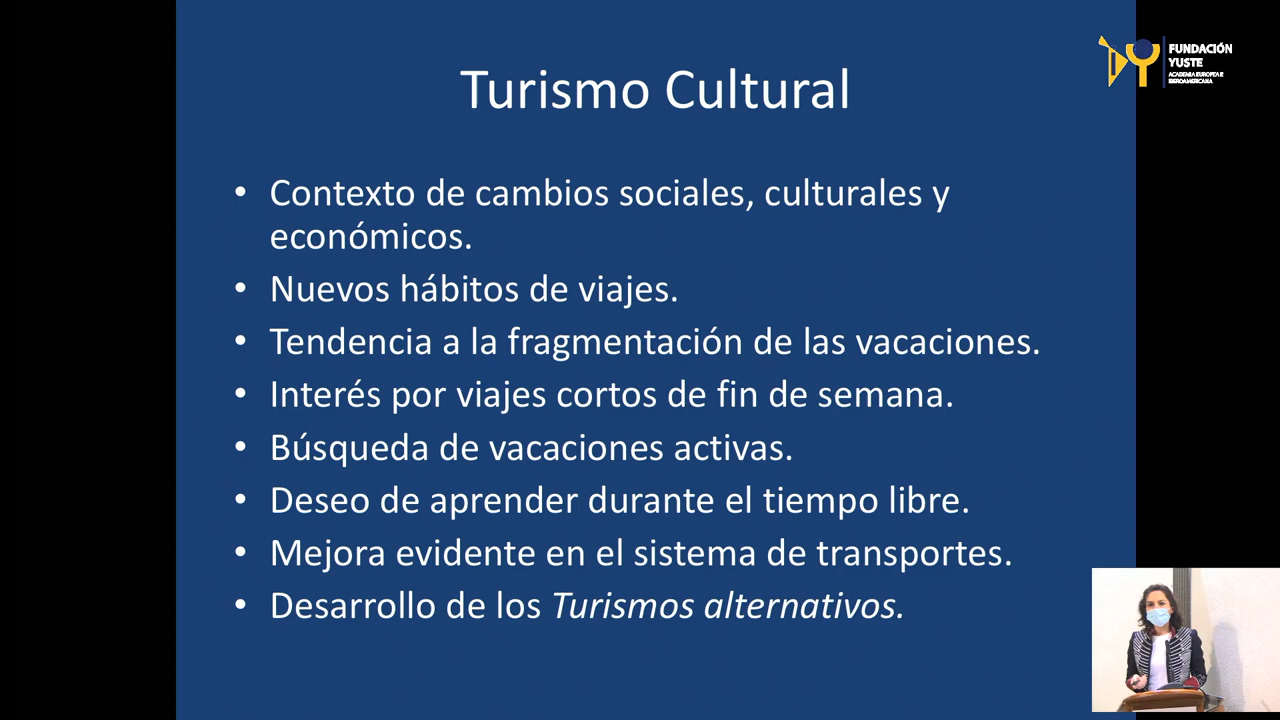 Turismo Cultural
FUNDACIÓN
YUSTE
ACADEMIA EUROPEA E
IBEROAMERICANA
• Contexto de cambios sociales, culturales y
económicos.
• Nuevos hábitos de viajes.
• Tendencia a la fragmentación de las vacaciones.
• Interés por viajes cortos de fin de semana.
• Búsqueda de vacaciones activas.
• Deseo de aprender durante el tiempo libre.
• Mejora evidente en el sistema de transportes.
• Desarrollo de los Turismos alternativos.